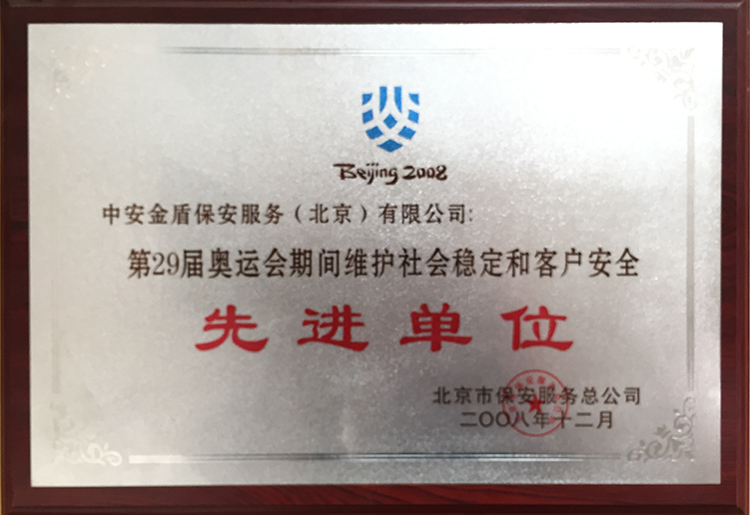 Beijing 2008
中安金盾保安服务（北京）有限公司:
第29届奥运会期间维护社会稳定和客户安全
先进单位
北京市保安服务总公司
二〇〇八年十二月